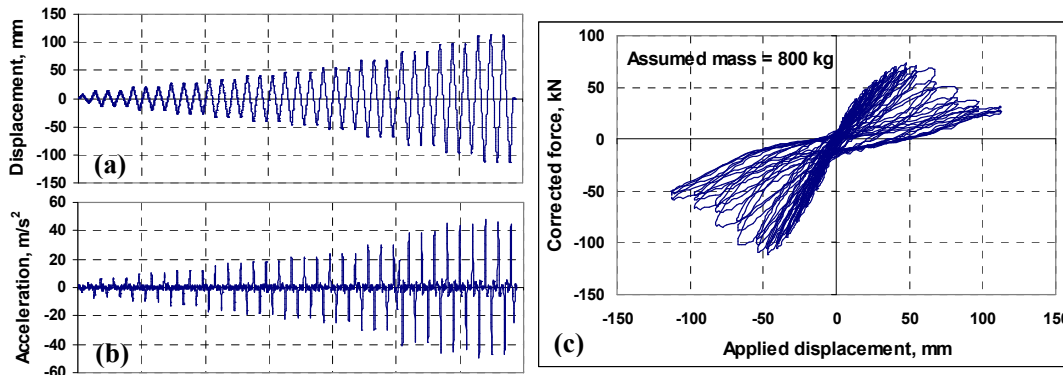 Displacement, mm
150
100
50
0
-50
-100
-150
(a)
Acceleration, m/s²
60
40
20
0
-20
-40
-60
(b)
Corrected force, kN
100
50
0
-50
-100
-150
Assumed mass = 800 kg
-150 -100 -50 0 50 100 150
(c)
Applied displacement, mm